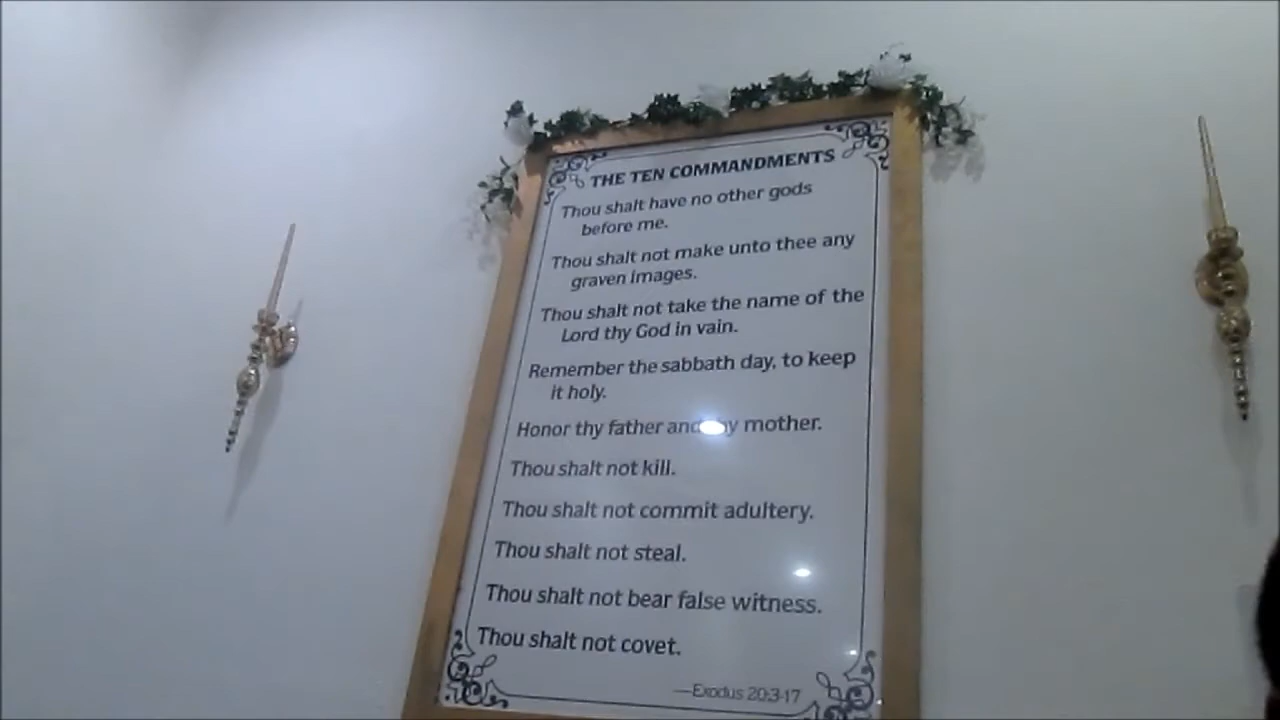 THE TEN COMMANDMENTS
Thou shalt have no other gods
before me.
Thou shalt not make unto thee any
graven images.
Thou shalt not take the name of the
Lord thy God in vain.
Remember the sabbath day, to keep
it holy.
Honor thy father and thy mother.
Thou shalt not kill.
Thou shalt not commit adultery.
Thou shalt not steal.
Thou shalt not bear false witness.
Thou shalt not covet.
—Exodus 20:3-17